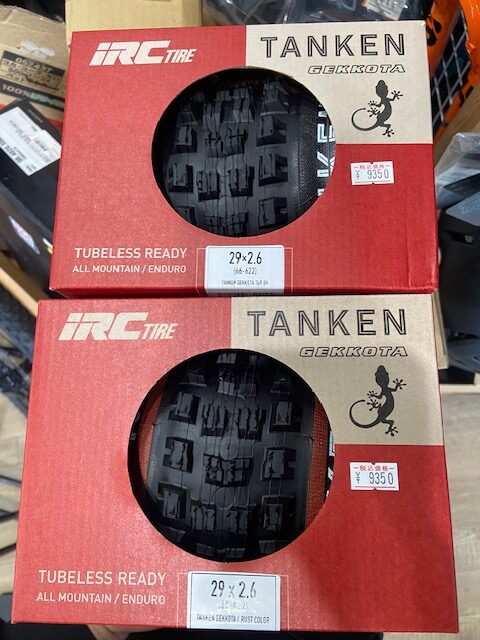 iRC TIRE
TANKEN
GEKKOTA
税込価格
¥ 9350
TUBELESS READY
ALL MOUNTAIN / ENDURO
29×2.6
(66-622)
TANKEN GEKKOTA TLR BK
iRC TIRE
TANKEN
GEKKOTA
税込価格
¥ 9350
TUBELESS READY
ALL MOUNTAIN / ENDURO
29 x 2.6
TANKEN GEKKOTA / RUST COLOR
100%